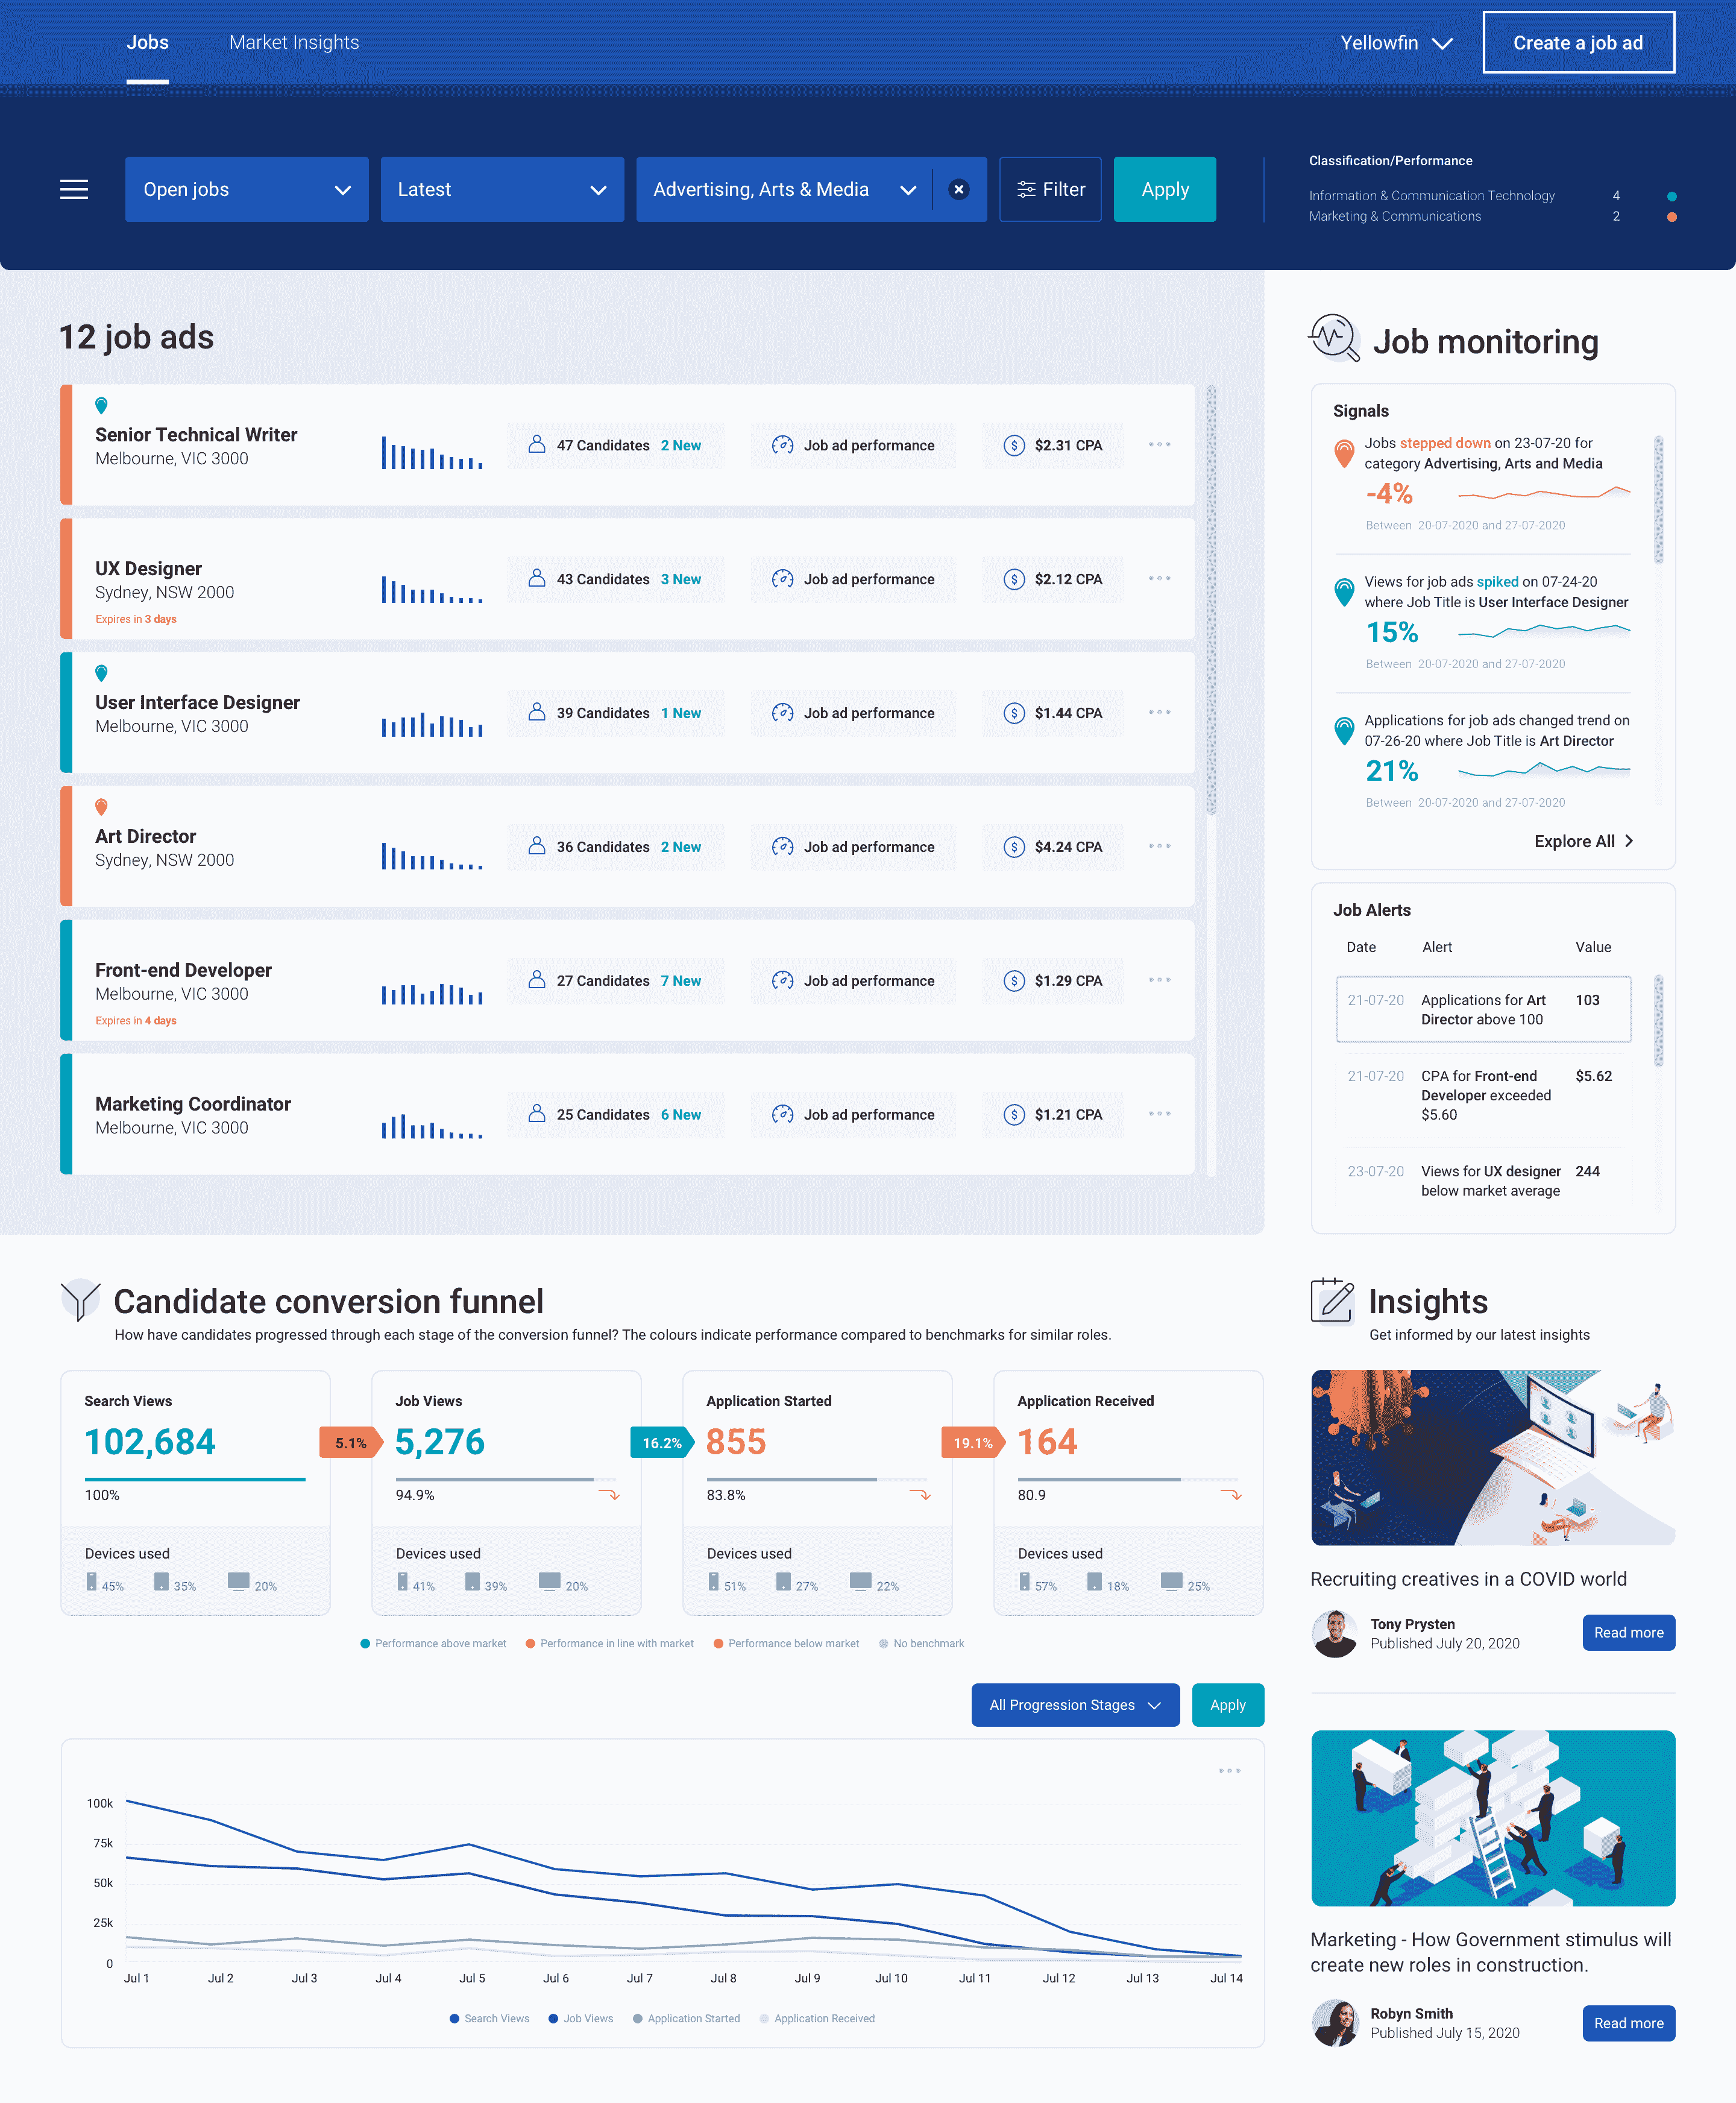 Jobs
Market Insights
Yellowfin
Create a job ad
Open jobs
Latest
Advertising, Arts & Media
Filter
Apply
Classification/Performance
Information & Communication Technology 4
Marketing & Communications 2
12 job ads
Senior Technical Writer
Melbourne, VIC 3000
47 Candidates 2 New
Job ad performance
$2.31 CPA
UX Designer
Sydney, NSW 2000
Expires in 3 days
43 Candidates 3 New
Job ad performance
$2.12 CPA
User Interface Designer
Melbourne, VIC 3000
39 Candidates 1 New
Job ad performance
$1.44 CPA
Art Director
Sydney, NSW 2000
36 Candidates 2 New
Job ad performance
$4.24 CPA
Front-end Developer
Melbourne, VIC 3000
Expires in 4 days
27 Candidates 7 New
Job ad performance
$1.29 CPA
Marketing Coordinator
Melbourne, VIC 3000
25 Candidates 6 New
Job ad performance
$1.21 CPA
Job monitoring
Signals
Jobs stepped down on 23-07-20 for
category Advertising, Arts and Media
-4%
Between 20-07-2020 and 27-07-2020
Views for job ads spiked on 07-24-20
where Job Title is User Interface Designer
15%
Between 20-07-2020 and 27-07-2020
Applications for job ads changed trend on
07-26-20 where Job Title is Art Director
21%
Between 20-07-2020 and 27-07-2020
Explore All
Job Alerts
Date Alert Value
21-07-20 Applications for Art 103
Director above 100
21-07-20 CPA for Front-end $5.62
Developer exceeded
$5.60
23-07-20 Views for UX designer 244
below market average
Candidate conversion funnel
How have candidates progressed through each stage of the conversion funnel? The colours indicate performance compared to benchmarks for similar roles.
Search Views
102,684
100%
Devices used
45% 35% 20%
5.1%
Job Views
5,276
94.9%
Devices used
41% 39% 20%
16.2%
Application Started
855
83.8%
Devices used
51% 27% 22%
19.1%
Application Received
164
80.9
Devices used
57% 18% 25%
Performance above market
Performance in line with market
Performance below market
No benchmark
All Progression Stages
Apply
100k
75k
50k
25k
0
Jul 1 Jul 2 Jul 3 Jul 4 Jul 5 Jul 6 Jul 7 Jul 8 Jul 9 Jul 10 Jul 11 Jul 12 Jul 13 Jul 14
Search Views Job Views Application Started Application Received
Insights
Get informed by our latest insights
Recruiting creatives in a COVID world
Tony Prysten
Published July 20, 2020
Read more
Marketing - How Government stimulus will
create new roles in construction.
Robyn Smith
Published July 15, 2020
Read more